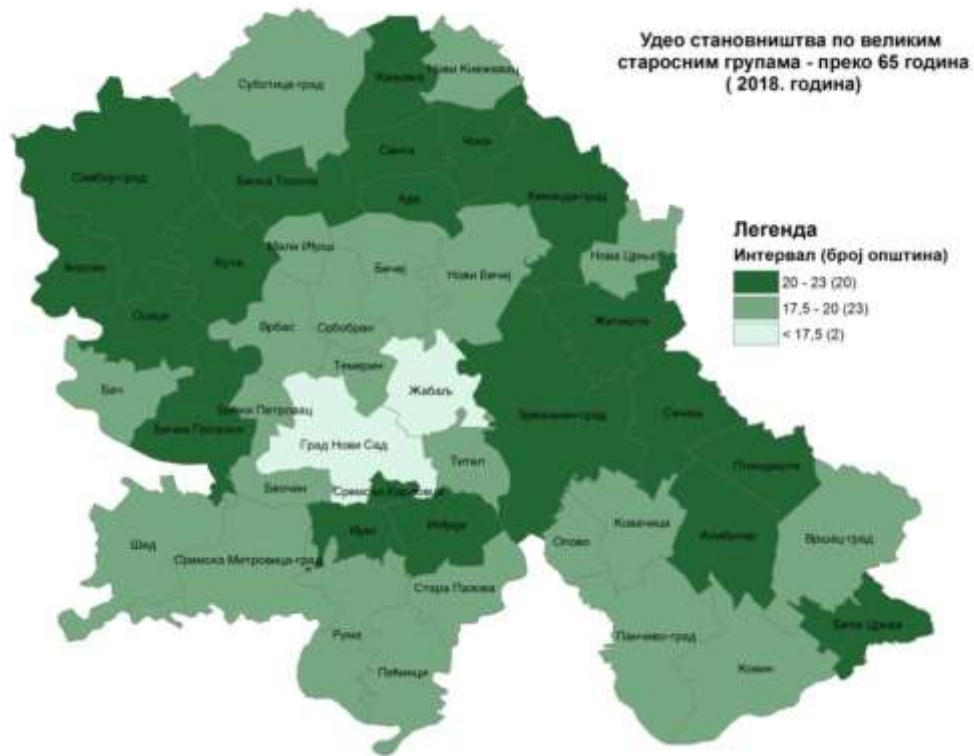 Удео становништва по великим
старосним групама - преко 65 година
( 2018. година)
Суботица-град
Кањижа
Нови Кнежевац
Сента
Чока
Сомбор-град
Бачка Топола
Ада
Кикинда-град
Мали Иђош
Бечеј
Нови Бечеј
Нова Црња
Апатин
Кула
Оџаци
Врбас
Србобран
Житиште
Темерин
Бач
Жабаљ
Бачки Петровац
Зрењанин-град
Сечањ
Бачка Паланка
Град Нови Сад
Тител
Пландиште
Беочин
Сремски Карловци
Шид
Сремска Митровица-град
Ириг
Инђија
Опово
Ковачица
Алибунар
Вршац-град
Стара Пазова
Рума
Панчево-град
Бела Црква
Пећинци
Ковин
Легенда
Интервал (број општина)
20 - 23 (20)
17,5 - 20 (23)
< 17,5 (2)